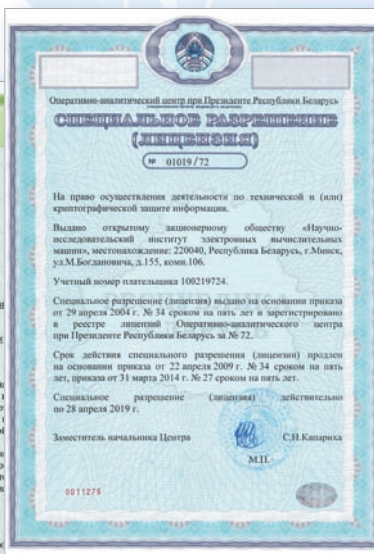 Оперативно-аналитический центр при Президенте Республики Беларусь
СПЕЦИАЛЬНОЕ РАЗРЕШЕНИЕ
(ЛИЦЕНЗИЯ)
№ 01019 / 72
На право осуществления деятельности по технической и (или)
криптографической защите информации.
Выдано открытому акционерному обществу «Научно-
исследовательский институт электронных вычислительных
машин», местонахождение: 220040, Республика Беларусь, г.Минск,
ул.М.Богдановича, д.155, комн.106.
Учетный номер плательщика 100219724.
Специальное разрешение (лицензия) выдано на основании приказа
от 29 апреля 2004 г. № 34 сроком на пять лет и зарегистрировано
в реестре лицензий Оперативно-аналитического центра
при Президенте Республики Беларусь за № 72.
Срок действия специального разрешения (лицензии) продлен
на основании приказа от 22 апреля 2009 г. № 34 сроком на пять
лет, приказа от 31 марта 2014 г. № 27 сроком на пять лет.
Специальное разрешение (лицензия) действительно
по 28 апреля 2019 г.
Заместитель начальника Центра С.Н.Капариха
М.П.
0011275